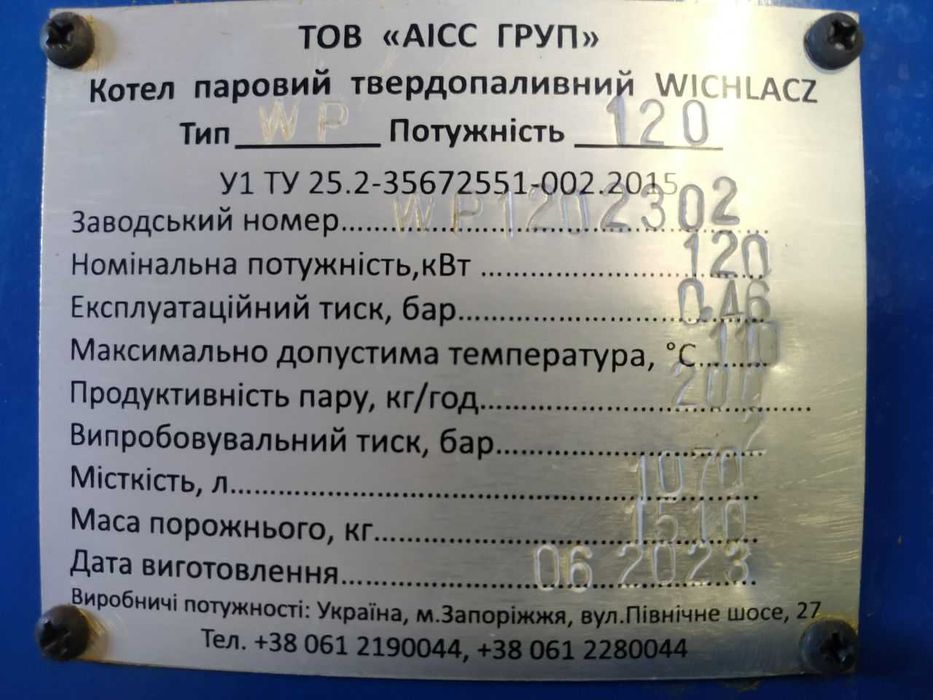 ТОВ «АІСС ГРУП»
Котел паровий твердопаливний WICHLACZ
Тип WP Потужність 120
У1 ТУ 25.2-35672551-002.2015
Заводський номер WP1202302
Номінальна потужність,кВт 120
Експлуатаційний тиск, бар 0.46
Максимально допустима температура, °С 110
Продуктивність пару, кг/год 200
Випробовувальний тиск, бар 2
Місткість, л 1070
Маса порожнього, кг 1510
Дата виготовлення 06 2023
Виробничі потужності: Україна, м.Запоріжжя, вул.Північне шосе, 27
Тел. +38 061 2190044, +38 061 2280044